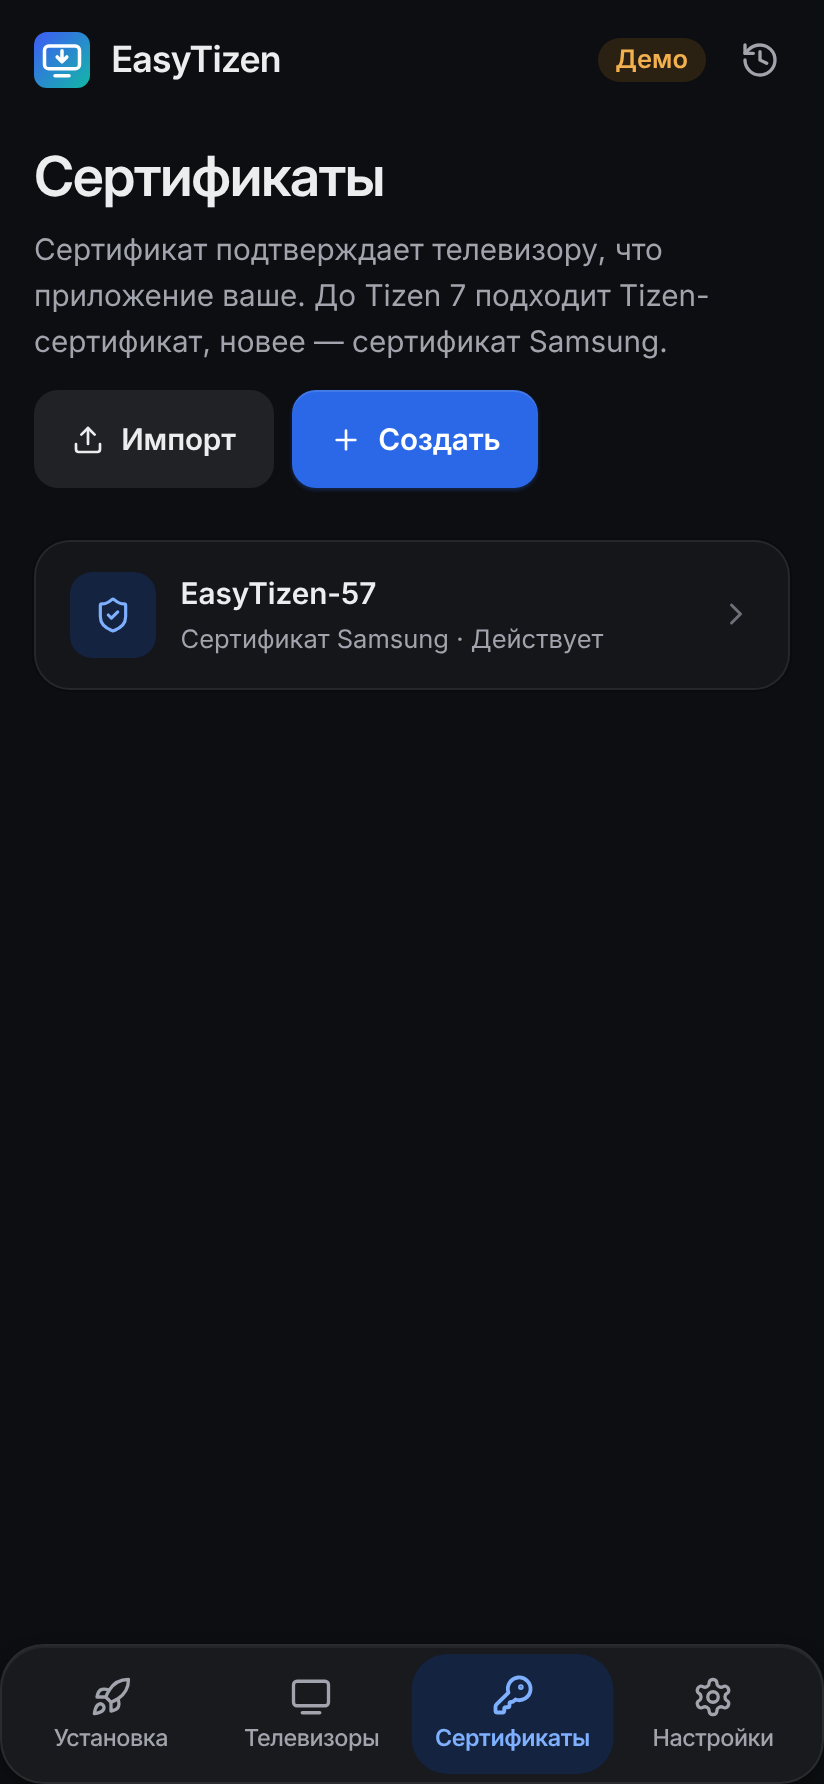 EasyTizen
Демо
Сертификаты
Сертификат подтверждает телевизору, что
приложение ваше. До Tizen 7 подходит Tizen-
сертификат, новее — сертификат Samsung.
Импорт
Создать
EasyTizen-57
Сертификат Samsung · Действует
Установка
Телевизоры
Сертификаты
Настройки